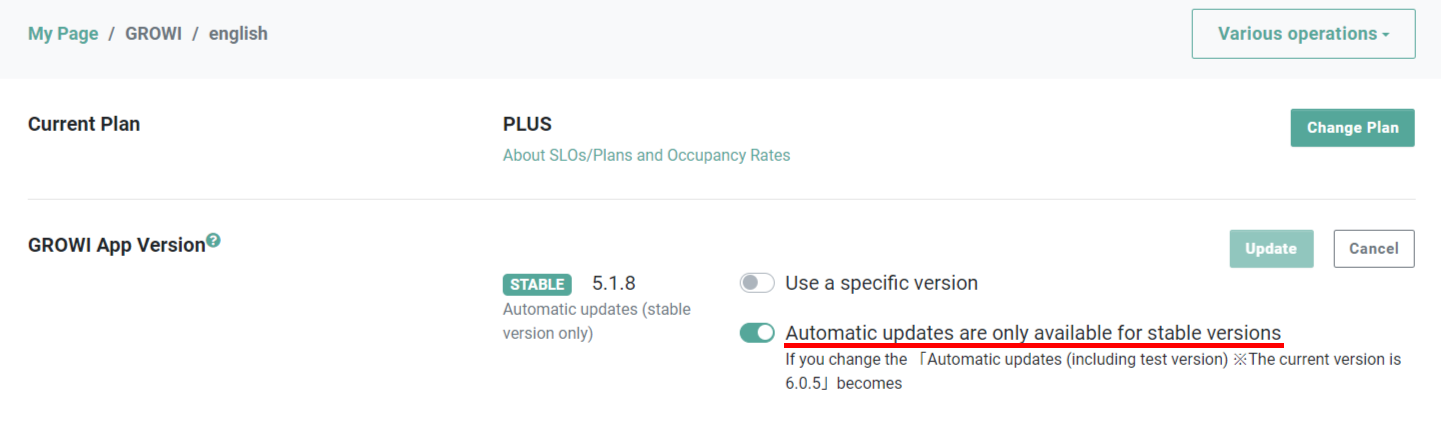 My Page / GROWI / english
Various operations
Current Plan
PLUS
Change Plan
About SLOs/Plans and Occupancy Rates
GROWI App Version?
Update
Cancel
STABLE 5.1.8
Use a specific version
Automatic updates (stable
version only)
Automatic updates are only available for stable versions
If you change the 「Automatic updates (including test version) ※The current version is
6.0.5」 becomes